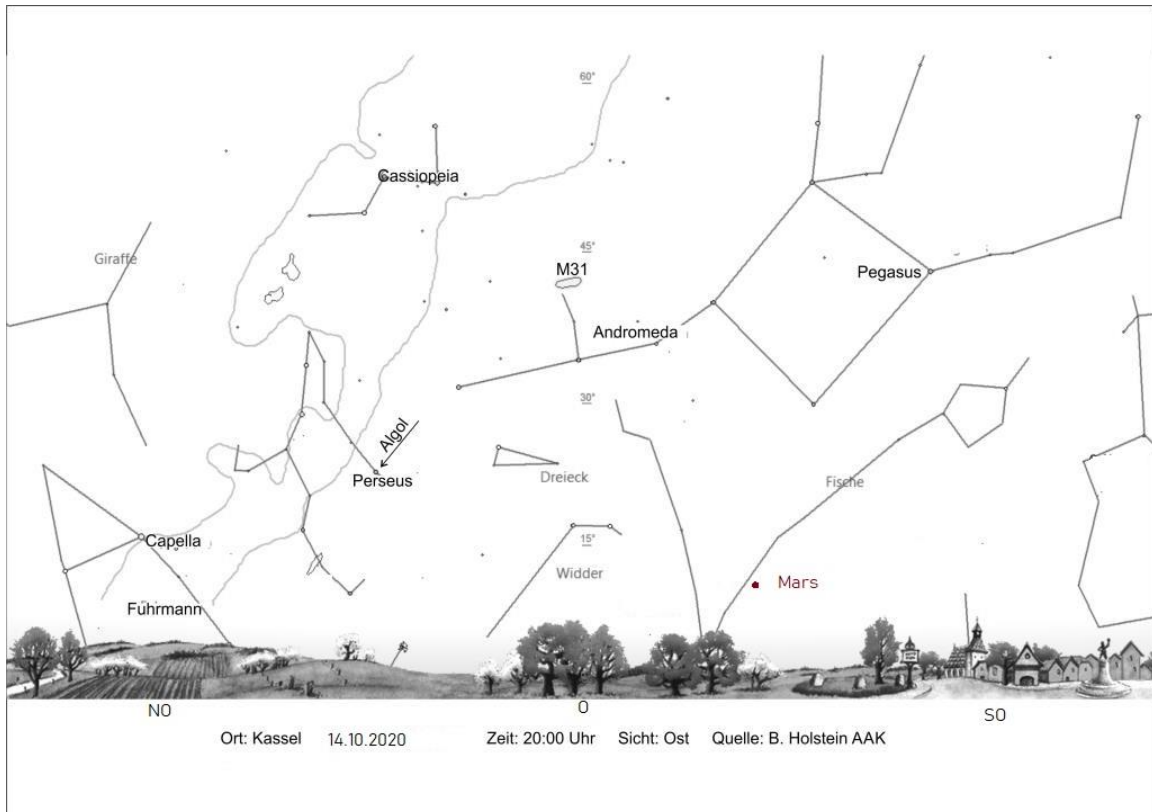 60°
Cassiopeia
Giraffe
45°
M31
Pegasus
Andromeda
30°
Algol
Perseus
Dreieck
Fische
Capella
15°
Widder
Mars
Fuhrmann
NO
O
SO
Ort: Kassel 14.10.2020 Zeit: 20:00 Uhr Sicht: Ost Quelle: B. Holstein AAK